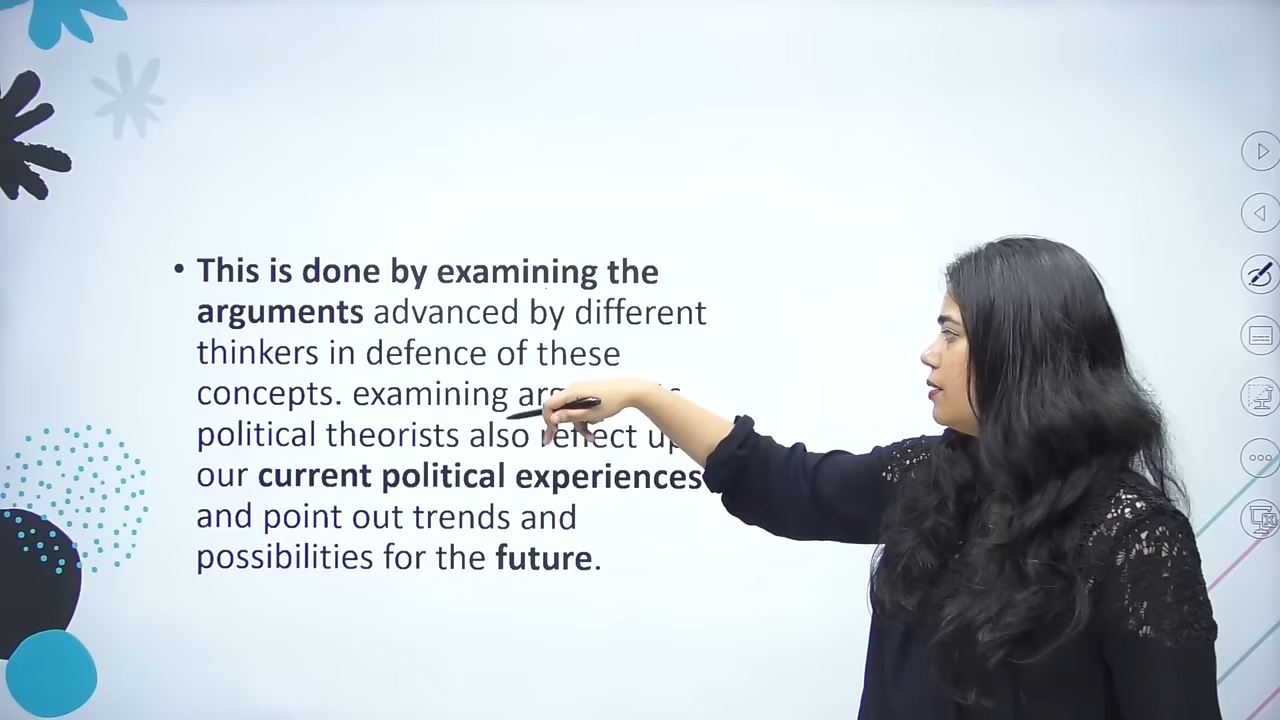 • This is done by examining the
arguments advanced by different
thinkers in defence of these
concepts. examining
political theorists also reflect
our current political experiences
and point out trends and
possibilities for the future.